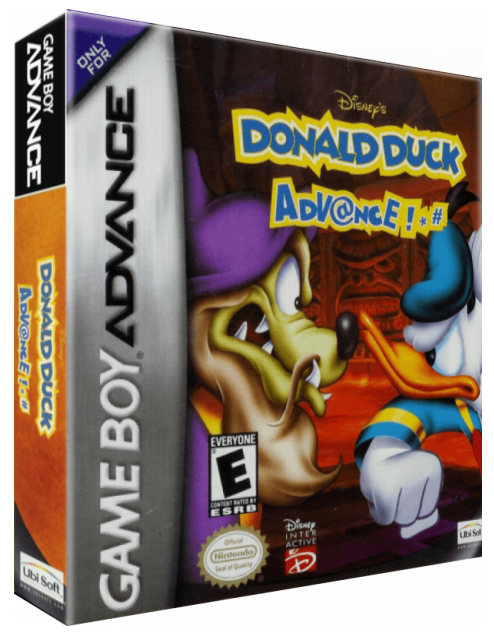 GAME BOY
ADVANCE
DONALD DUCK
ADV@NCE!*#
Ubi Soft
ONLY
FOR
GAME BOY ADVANCE
Disney's
DONALD DUCK
ADV@NCE!*#
EVERYONE
E
CONTENT RATED BY
ESRB
Official
Nintendo
Seal of Quality
Disney
INTER
ACTIVE
Ubi Soft